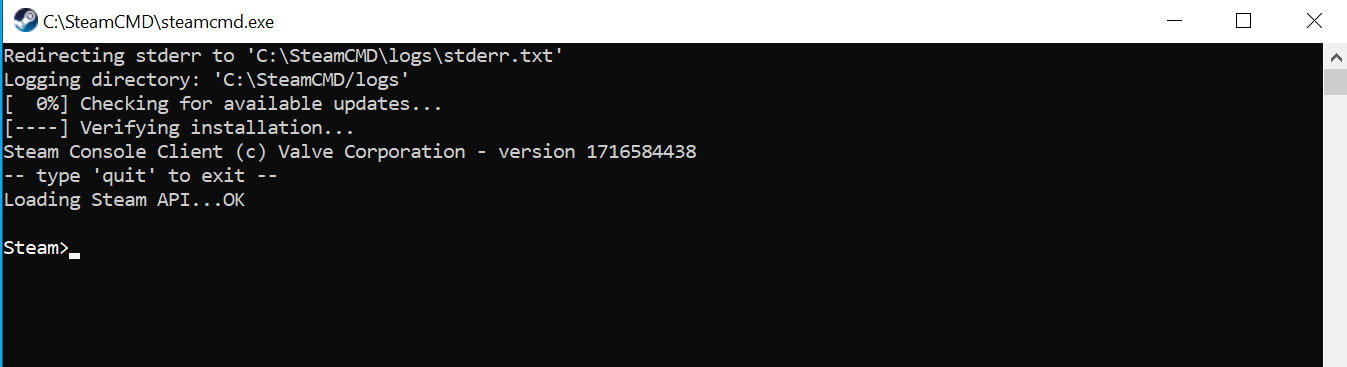 C:\SteamCMD\steamcmd.exe
Redirecting stderr to 'C:\SteamCMD\logs\stderr.txt'
Logging directory: 'C:\SteamCMD/logs'
[  0%] Checking for available updates...
[----] Verifying installation...
Steam Console Client (c) Valve Corporation - version 1716584438
-- type 'quit' to exit --
Loading Steam API...OK
Steam>